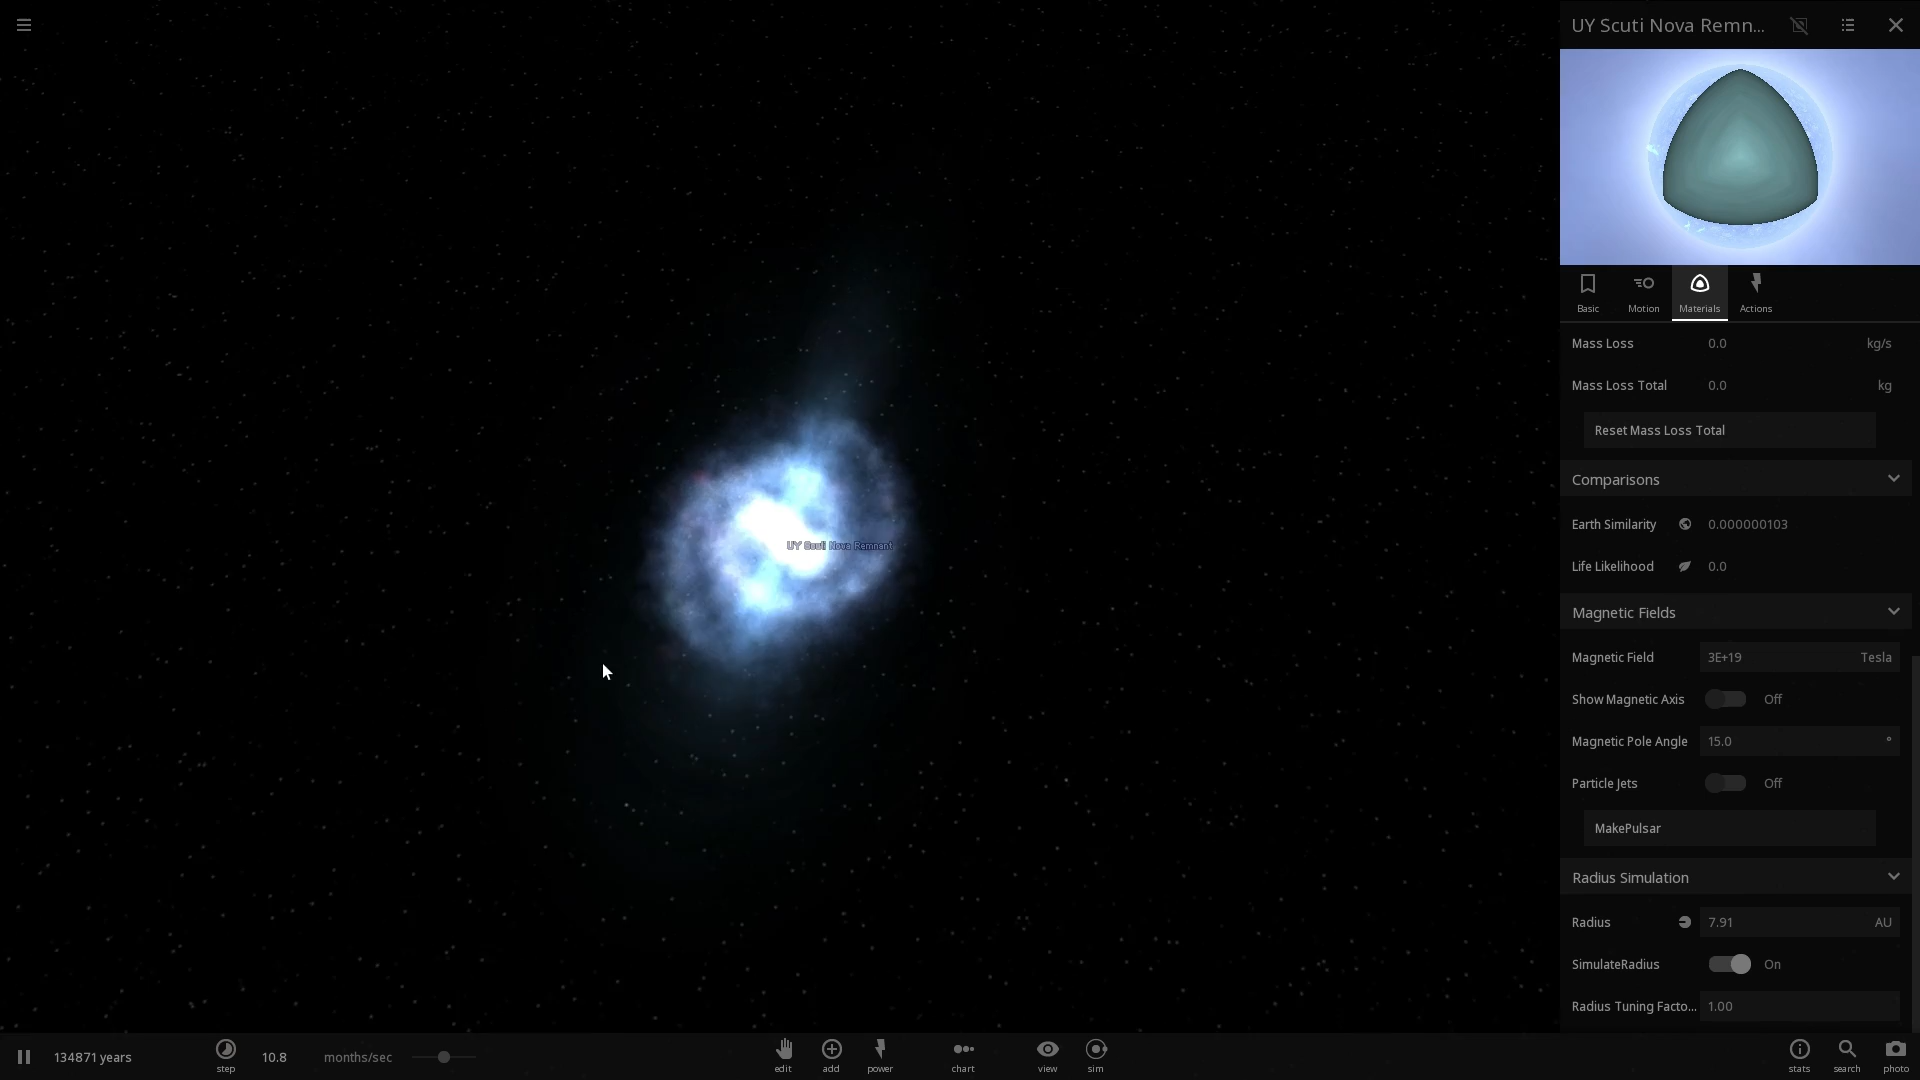 UY Scuti Nova Remn...
Basic Motion Materials Actions
Mass Loss 0.0 kg/s
Mass Loss Total 0.0 kg
Reset Mass Loss Total
Comparisons
Earth Similarity 0.000000103
Life Likelihood 0.0
UY Scuti Nova Remnant
Magnetic Fields
Magnetic Field 3E+19 Tesla
Show Magnetic Axis Off
Magnetic Pole Angle 15.0 °
Particle Jets Off
MakePulsar
Radius Simulation
Radius 7.91 AU
SimulateRadius On
Radius Tuning Facto... 1.00
134871 years step 10.8 months/sec edit add power chart view sim stats search photo